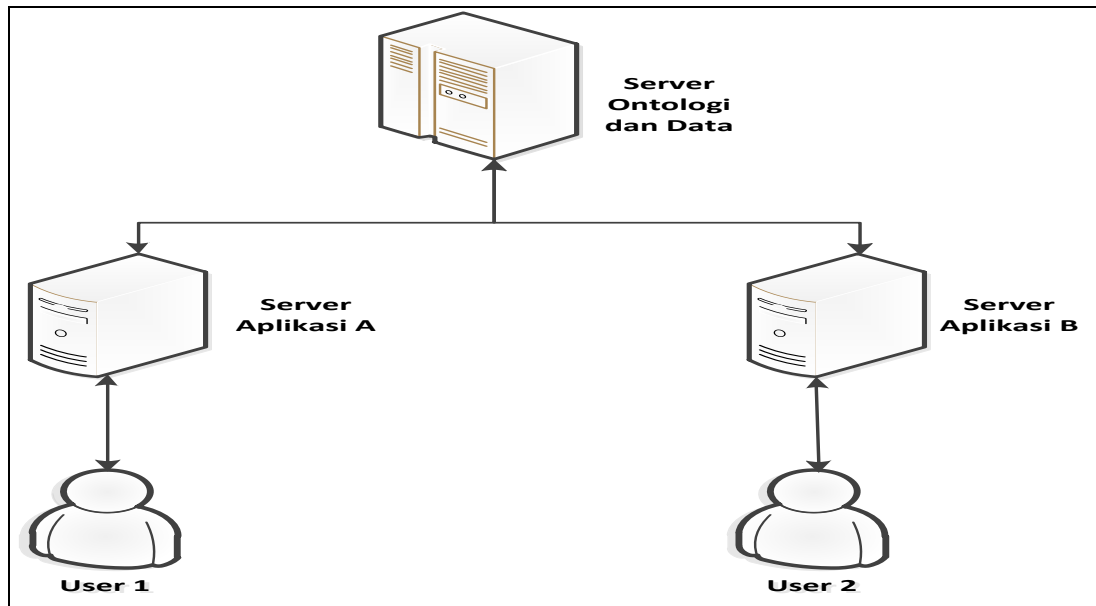 Server
Ontologi
dan Data
Server
Aplikasi A
Server
Aplikasi B
User 1
User 2